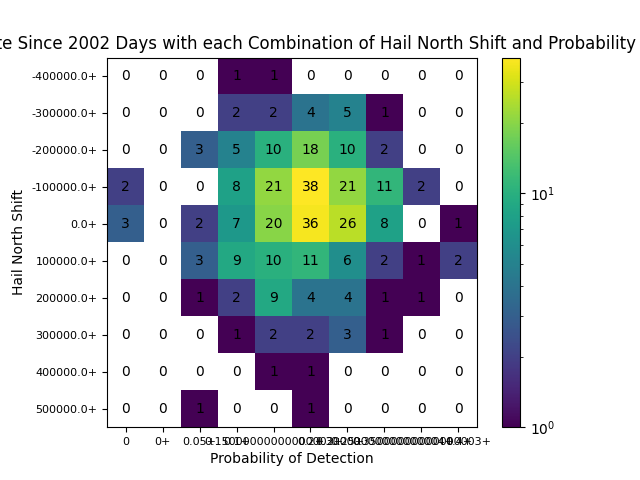 te Since 2002 Days with each Combination of Hail North Shift and Probability
-400000.0+ 0 0 0 1 1 0 0 0 0 0
-300000.0+ 0 0 0 2 2 4 5 1 0 0
-200000.0+ 0 0 3 5 10 18 10 2 0 0
-100000.0+ 2 0 0 8 21 38 21 11 2 0
0.0+ 3 0 2 7 20 36 26 8 0 1
100000.0+ 0 0 3 9 10 11 6 2 1 2
200000.0+ 0 0 1 2 9 4 4 1 1 0
300000.0+ 0 0 0 1 2 2 3 1 0 0
400000.0+ 0 0 0 0 1 1 0 0 0 0
500000.0+ 0 0 1 0 0 1 0 0 0 0
Hail North Shift
0 0+
Probability of Detection
10¹
10⁰